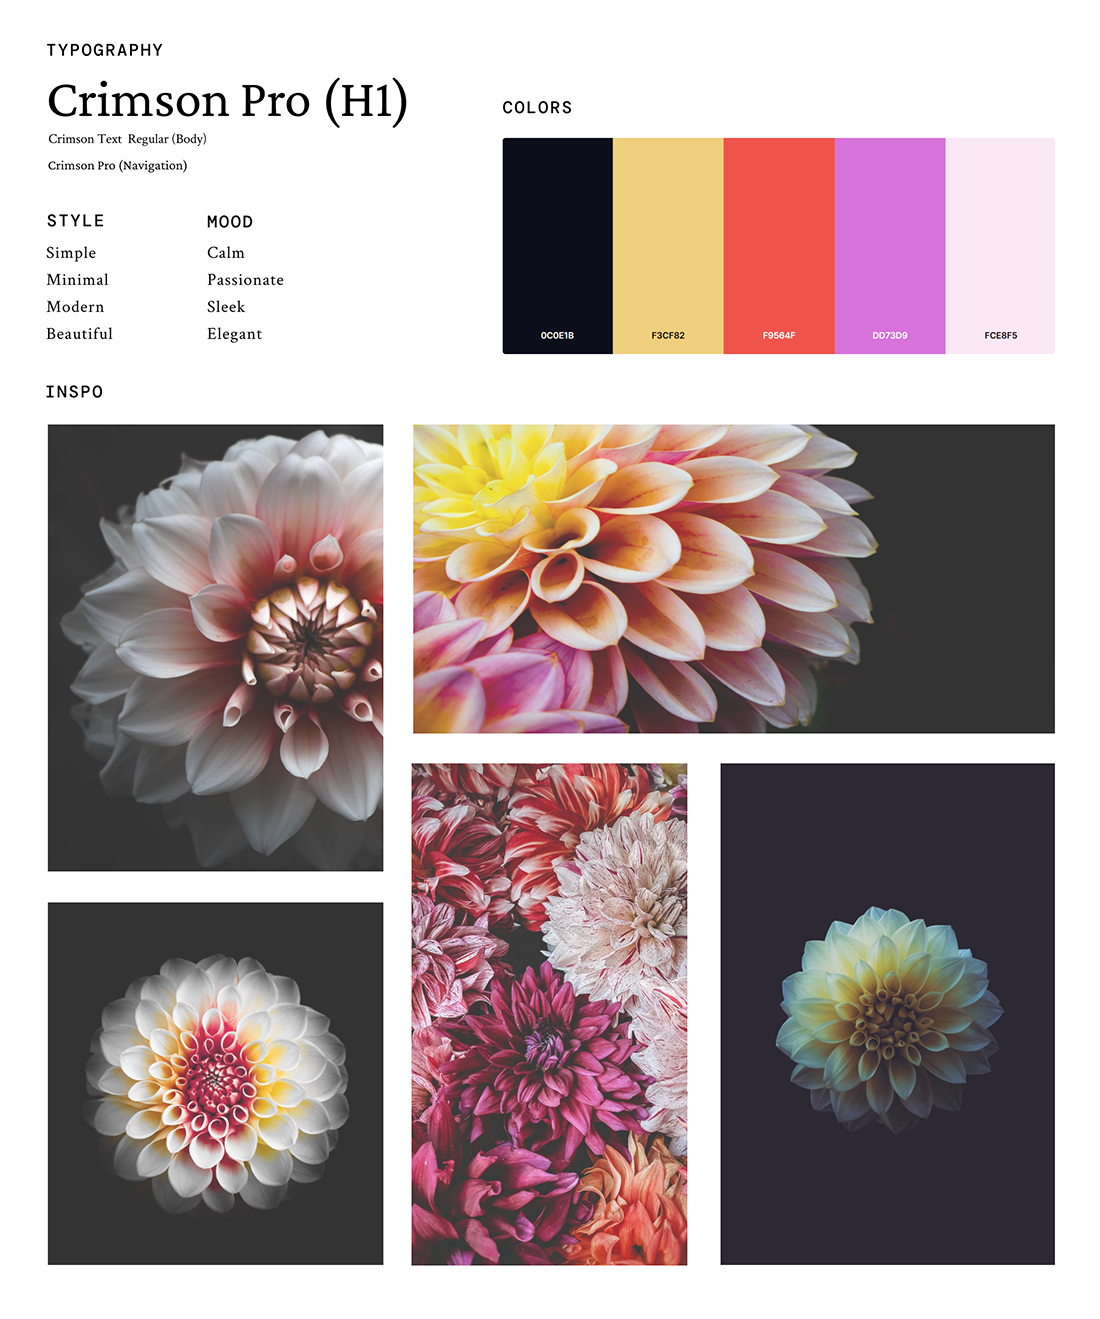 TYPOGRAPHY
Crimson Pro (H1)
Crimson Text Regular (Body)
Crimson Pro (Navigation)
COLORS
0C0E1B
F3CF82
F9564F
DD73D9
FCE8F5
STYLE
Simple
Minimal
Modern
Beautiful
MOOD
Calm
Passionate
Sleek
Elegant
INSPO